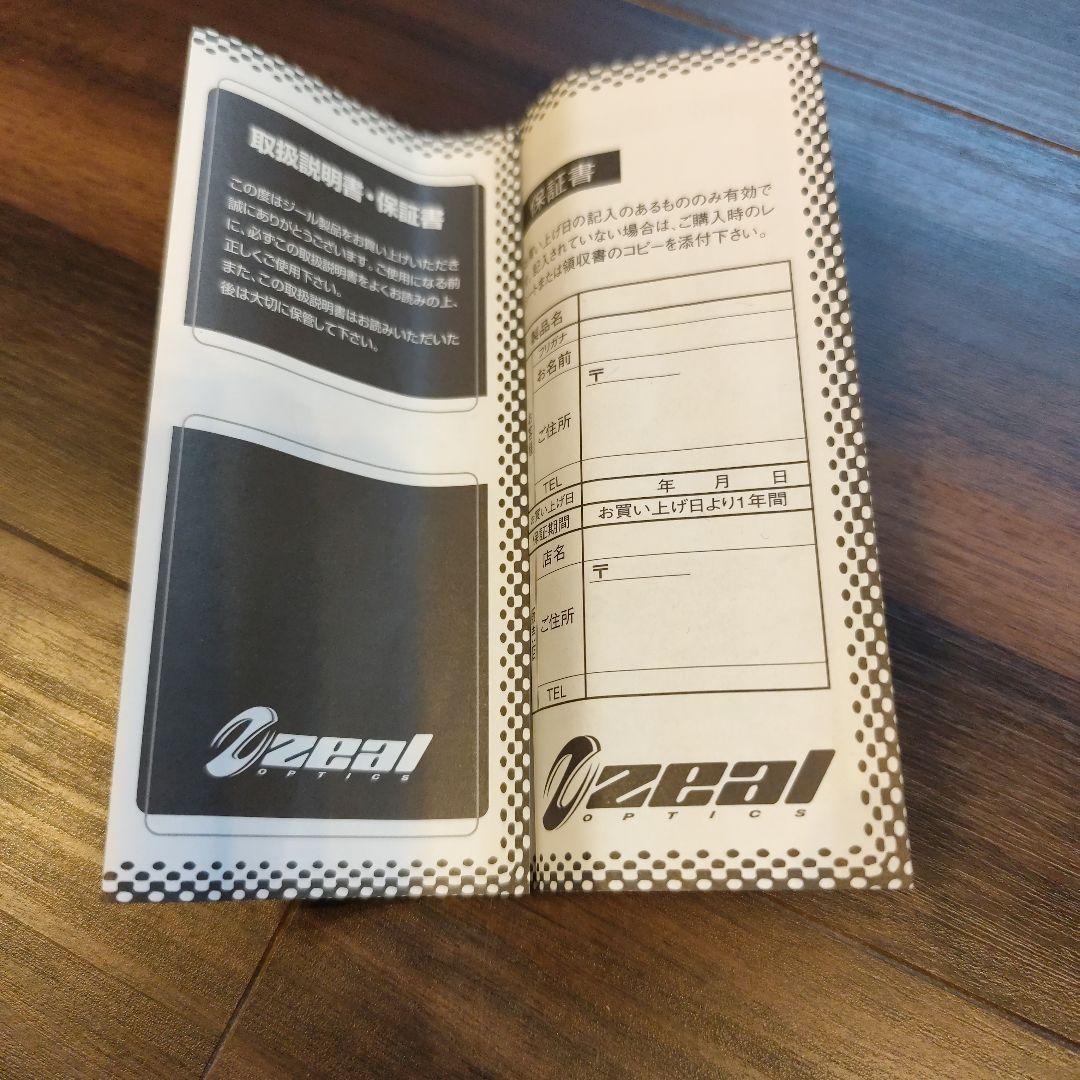 取扱説明書・保証書
この度はジール製品をお買い上げいただき
誠にありがとうございます。ご使用になる前
に、必ずこの取扱説明書をよくお読みの上、
正しくご使用下さい。
また、この取扱説明書はお読みいただいた
後は大切に保管して下さい。
zeal
OPTICS
保証書
買い上げ日の記入のあるもののみ有効で
記入されていない場合は、ご購入時のレ
トまたは領収書のコピーを添付下さい。
製品名
フリガナ
お名前
ご住所
〒
TEL
お買い上げ日 年 月 日
保証期間 お買い上げ日より1年間
店名
ご住所
〒
TEL
zeal
OPTICS